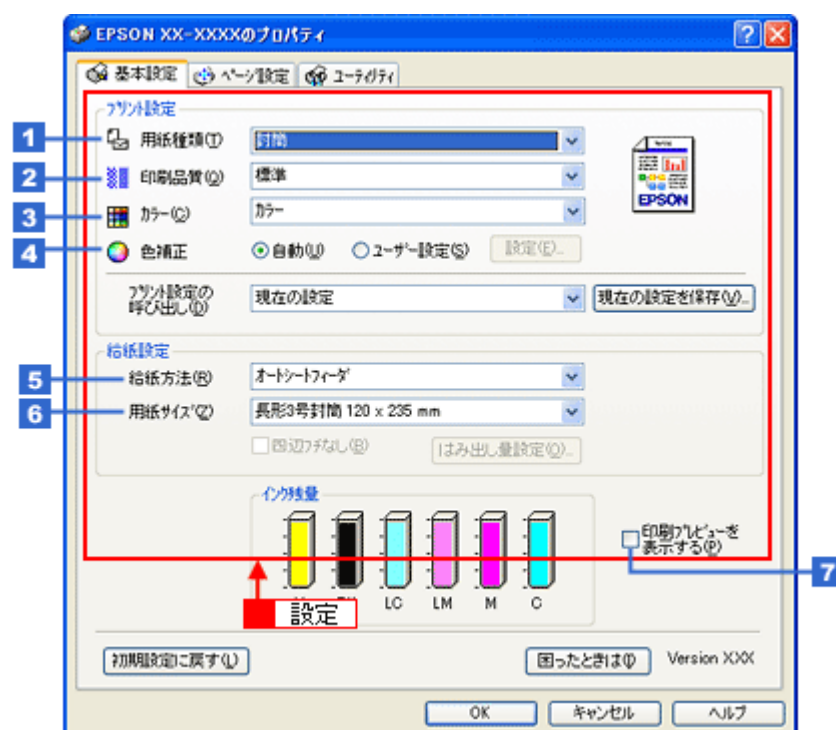 EPSON XX-XXXXのプロパティ
基本設定 ページ設定 ユーティリティ
プリント設定
1 用紙種類(T) 封筒
2 印刷品質(Q) 標準
3 カラー(C) カラー
EPSON
4 色補正 自動(U) ユーザー設定(S) 設定(E)...
プリント設定の
呼び出し(D) 現在の設定 現在の設定を保存(V)...
給紙設定
5 給紙方法(R) オートシートフィーダ
6 用紙サイズ(Z) 長形3号封筒 120 x 235 mm
四辺フチなし(B) はみ出し量設定(O)...
インク残量
印刷プレビューを
表示する(P)
7
LC LM M C
設定
初期設定に戻す(L) 困ったときは(I) Version XXX
OK キャンセル ヘルプ